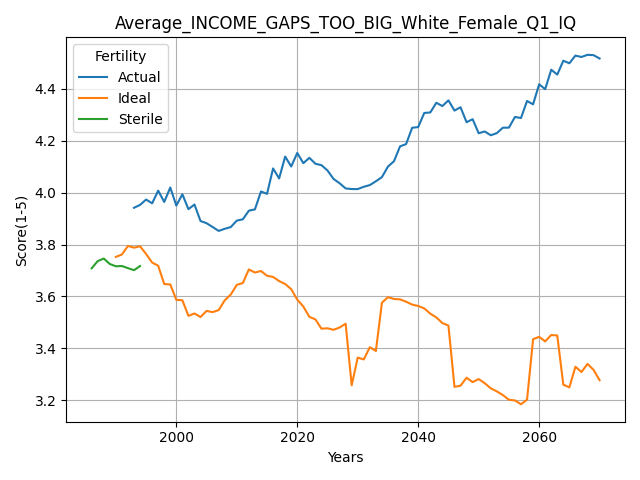 Average_INCOME_GAPS_TOO_BIG_White_Female_Q1_IQ
Fertility
Actual
Ideal
Sterile
Score(1-5)
4.4
4.2
4.0
3.8
3.6
3.4
3.2
2000
2020
2040
2060
Years